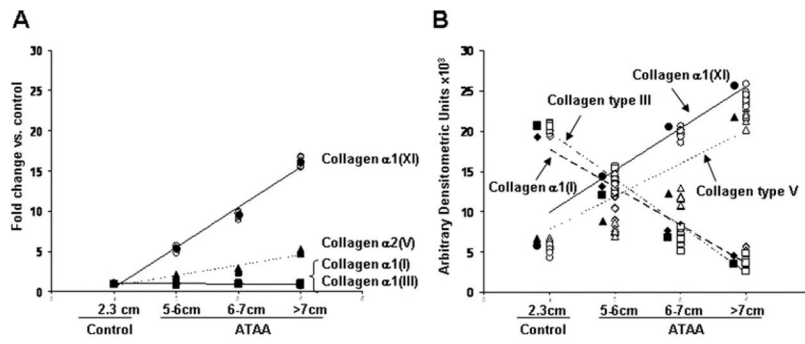 A
Fold change vs. control
30
25
20
15
10
5
0
Collagen α1(XI)
Collagen α2(V)
Collagen α1(I)
Collagen α1(III)
2.3 cm
5-6cm
6-7cm
>7cm
Control
ATAA
B
Arbitrary Densitometric Units x10³
30
25
20
15
10
5
0
Collagen α1(XI)
Collagen type III
Collagen α1(I)
Collagen type V
2.3cm
5-6cm
6-7cm
>7cm
Control
ATAA